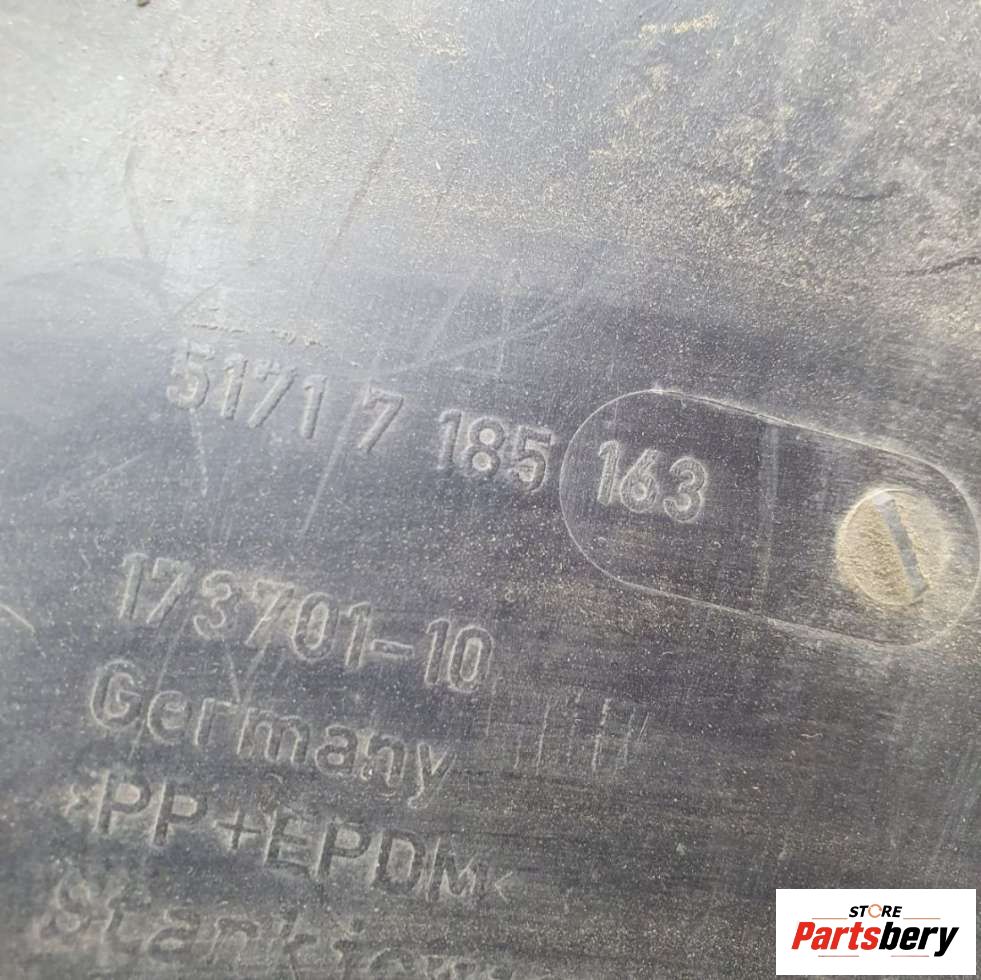 5171 7 185 163
173701-10
Germany
>PP+EPDM<
STORE
Partsbery